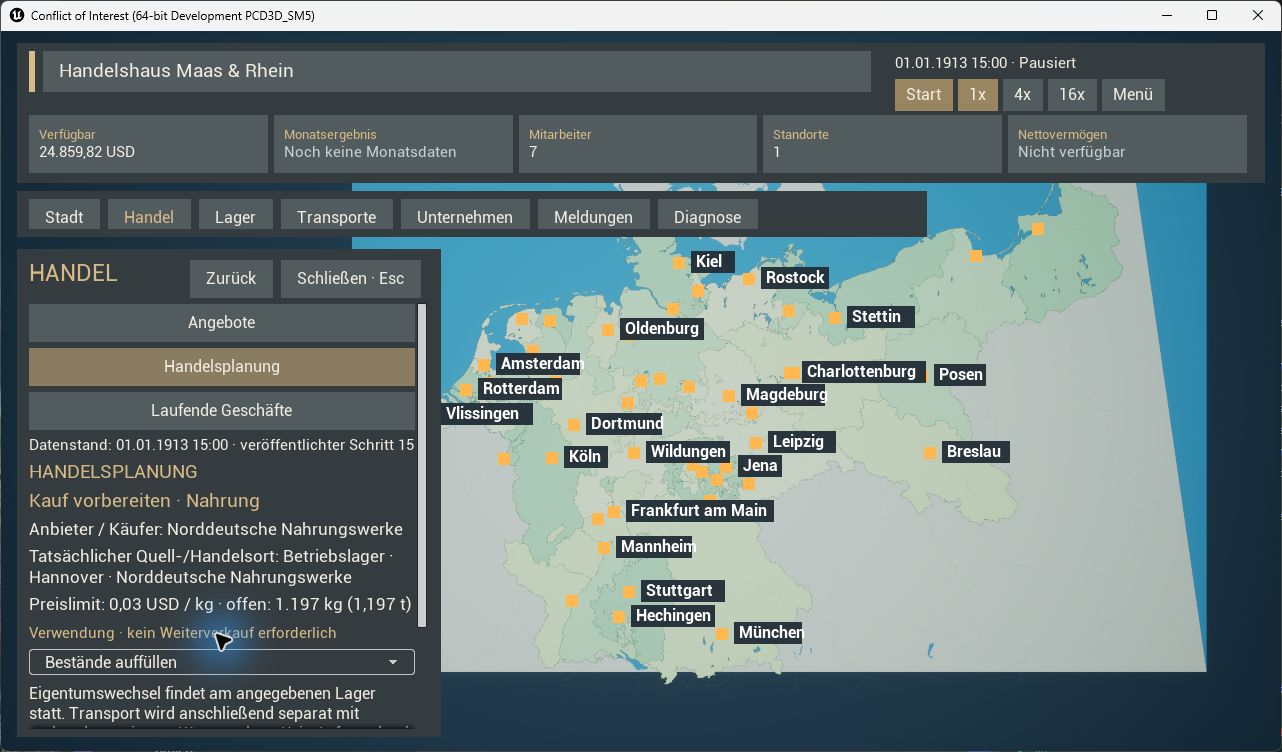 Conflict of Interest (64-bit Development PCD3D_SM5)
Handelshaus Maas & Rhein
01.01.1913 15:00 · Pausiert
Start
1x
4x
16x
Menü
Verfügbar
24.859,82 USD
Monatsergebnis
Noch keine Monatsdaten
Mitarbeiter
7
Standorte
1
Nettovermögen
Nicht verfügbar
Stadt
Handel
Lager
Transporte
Unternehmen
Meldungen
Diagnose
HANDEL
Zurück
Schließen · Esc
Angebote
Handelsplanung
Laufende Geschäfte
Datenstand: 01.01.1913 15:00 · veröffentlichter Schritt 15
HANDELSPLANUNG
Kauf vorbereiten · Nahrung
Anbieter / Käufer: Norddeutsche Nahrungswerke
Tatsächlicher Quell-/Handelsort: Betriebslager ·
Hannover · Norddeutsche Nahrungswerke
Preislimit: 0,03 USD / kg · offen: 1.197 kg (1,197 t)
Verwendung · kein Weiterverkauf erforderlich
Bestände auffüllen
Eigentumswechsel findet am angegebenen Lager
statt. Transport wird anschließend separat mit
Kiel
Rostock
Stettin
Oldenburg
Amsterdam
Charlottenburg
Posen
Rotterdam
Magdeburg
Vlissingen
Dortmund
Leipzig
Köln
Wildungen
Jena
Breslau
Frankfurt am Main
Mannheim
Stuttgart
Hechingen
München